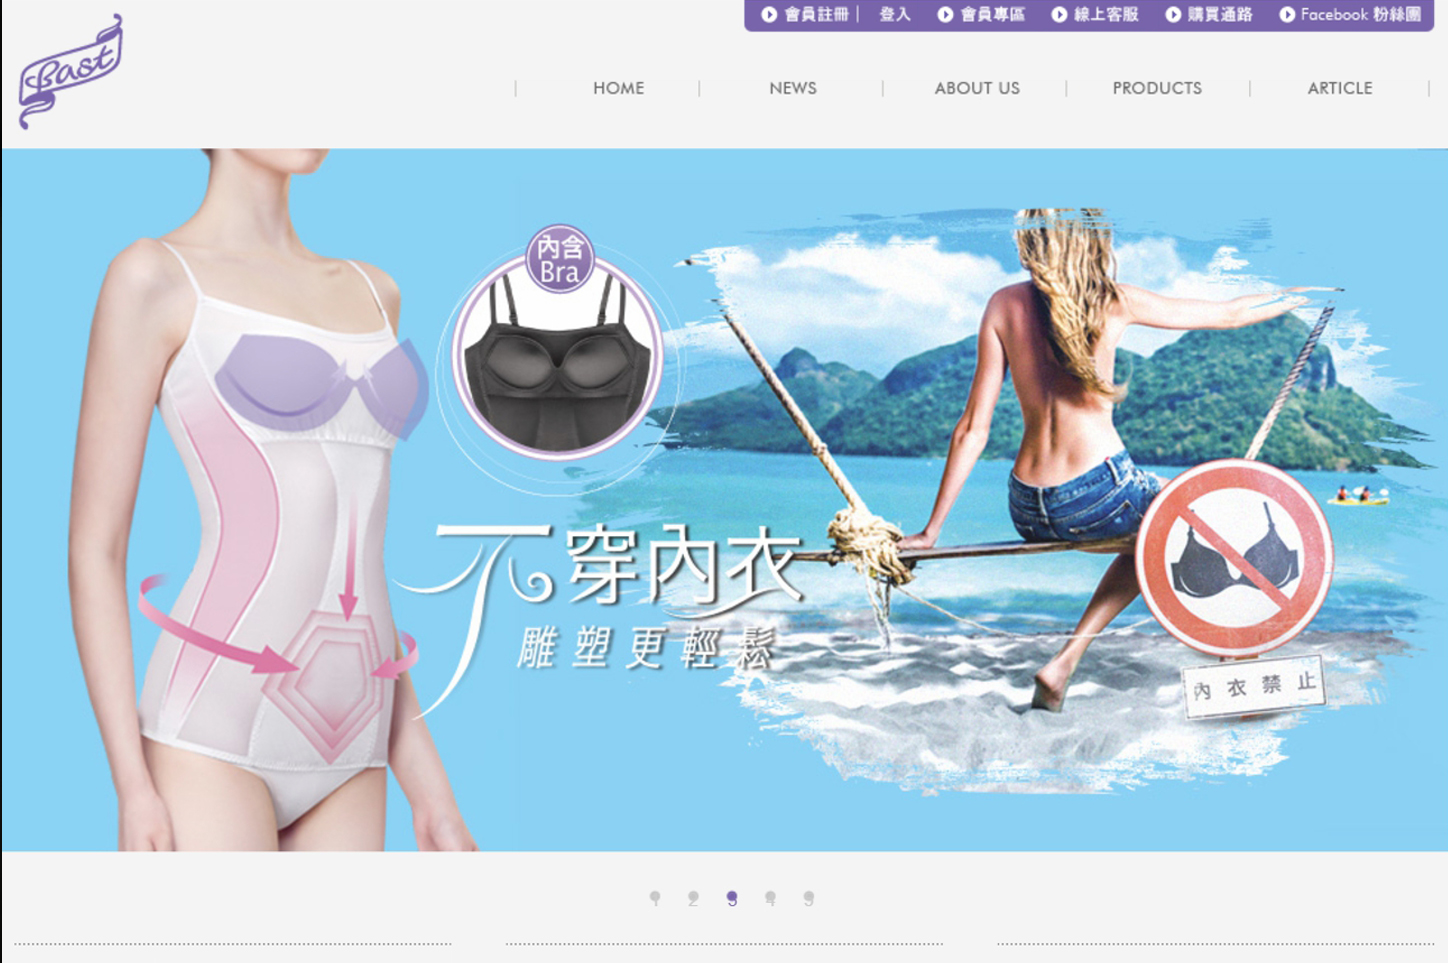 會員註冊 | 登入 會員專區 線上客服 購買通路 Facebook 粉絲團
Bast
HOME NEWS ABOUT US PRODUCTS ARTICLE
內含
Bra
不穿內衣
雕塑更輕鬆
內衣禁止
1 2 3 4 5